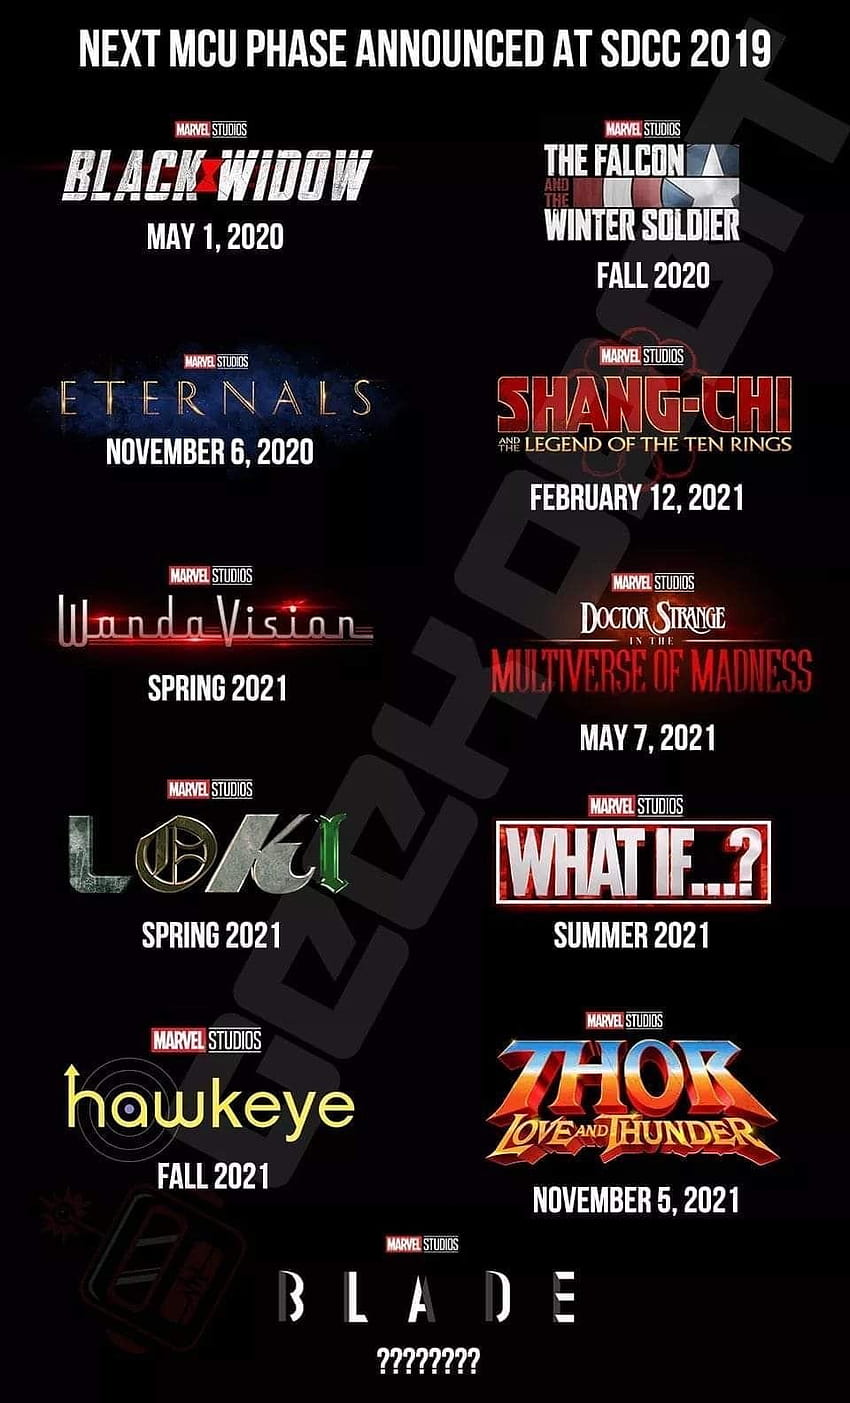 NEXT MCU PHASE ANNOUNCED AT SDCC 2019
MARVEL STUDIOS
BLACK WIDOW
MAY 1, 2020
MARVEL STUDIOS
THE FALCON
AND
THE
WINTER SOLDIER
FALL 2020
MARVEL STUDIOS
ETERNALS
NOVEMBER 6, 2020
MARVEL STUDIOS
SHANG-CHI
AND THE LEGEND OF THE TEN RINGS
FEBRUARY 12, 2021
MARVEL STUDIOS
WandaVision
SPRING 2021
MARVEL STUDIOS
DOCTOR STRANGE
IN THE
MULTIVERSE OF MADNESS
MAY 7, 2021
MARVEL STUDIOS
LOKI
SPRING 2021
MARVEL STUDIOS
WHAT IF...?
SUMMER 2021
MARVEL STUDIOS
hawkeye
FALL 2021
MARVEL STUDIOS
THOR
LOVE AND THUNDER
NOVEMBER 5, 2021
MARVEL STUDIOS
BLADE
????????